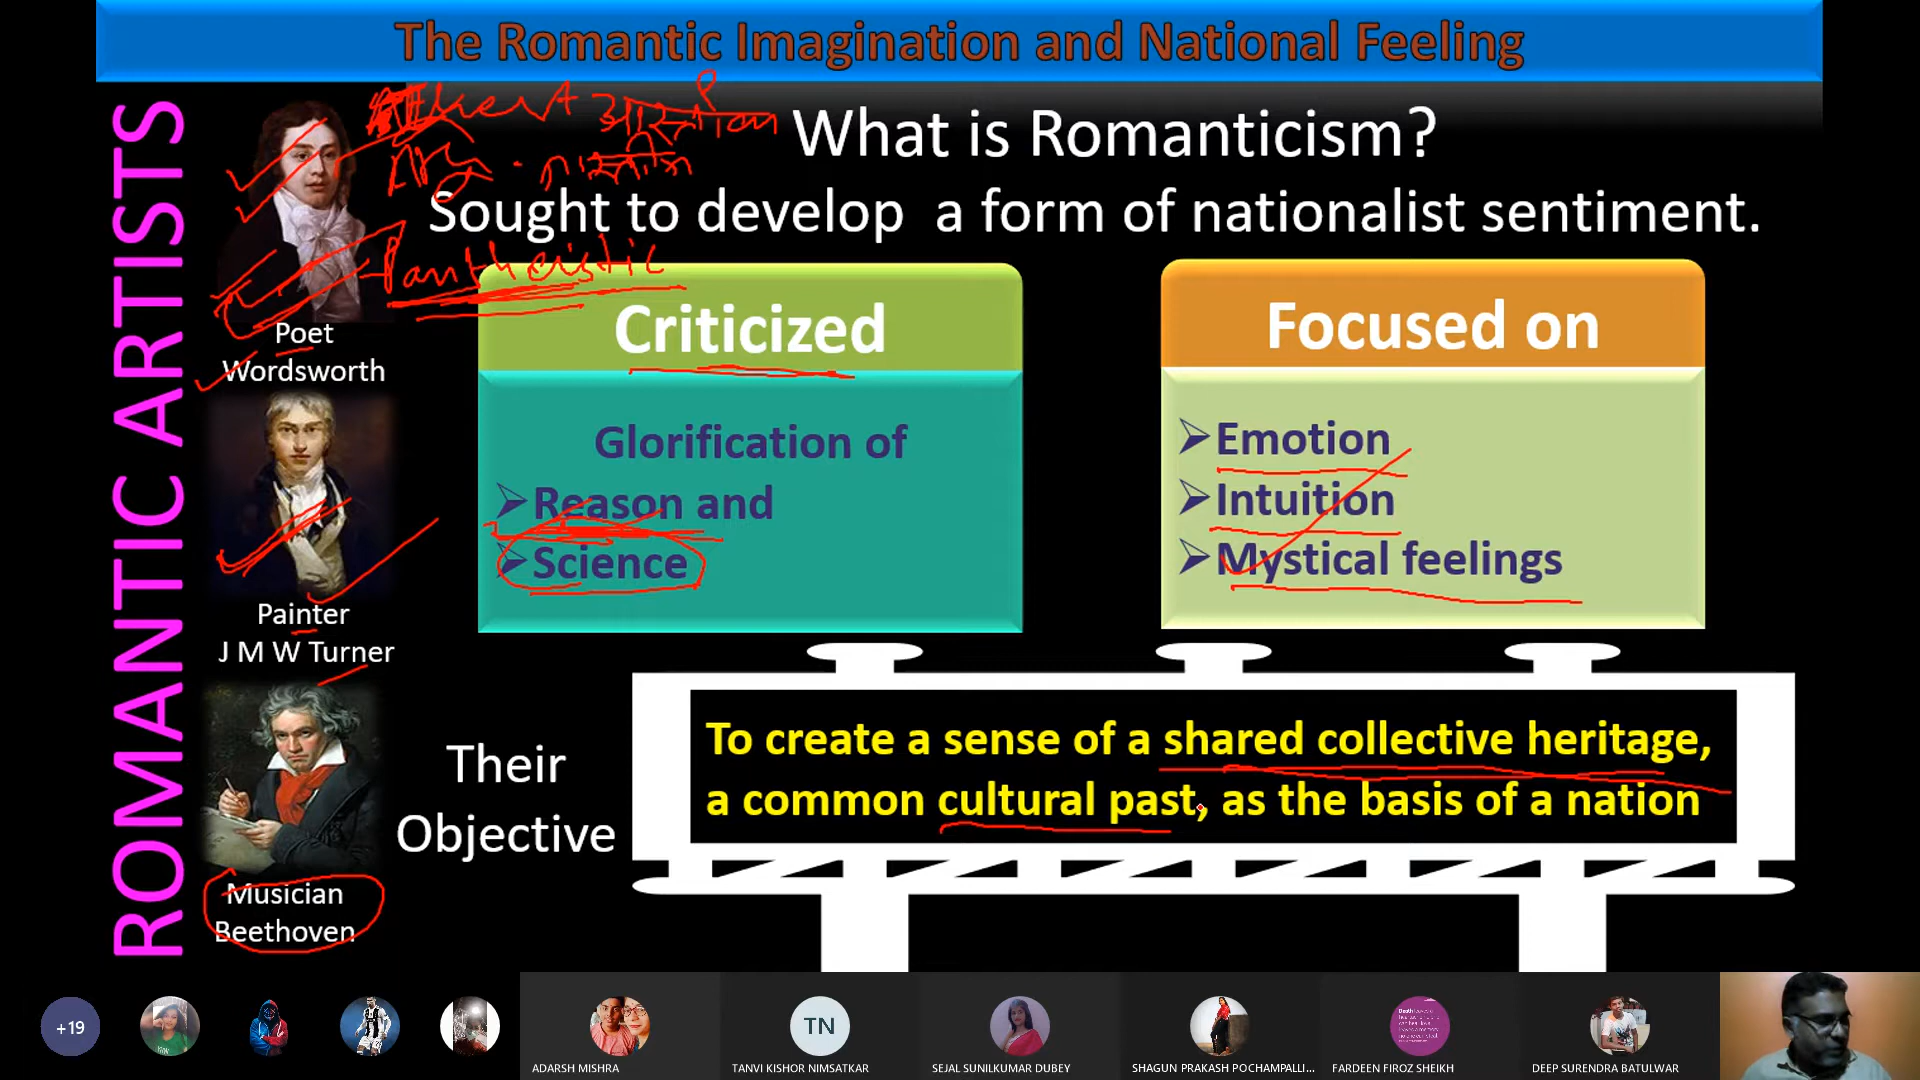 The Romantic Imagination and National Feeling
ROMANTIC ARTISTS
What is Romanticism?
Sought to develop a form of nationalist sentiment.
Pantheistic
Poet
Wordsworth
Painter
J M W Turner
Musician
Beethoven
Criticized
Glorification of
Reason and
Science
Focused on
Emotion
Intuition
Mystical feelings
Their
Objective
To create a sense of a shared collective heritage,
a common cultural past, as the basis of a nation
+19
ADARSH MISHRA
TN
TANVI KISHOR NIMSATKAR
SEJAL SUNILKUMAR DUBEY
SHAGUN PRAKASH POCHAMPALLI...
FARDEEN FIROZ SHEIKH
DEEP SURENDRA BATULWAR